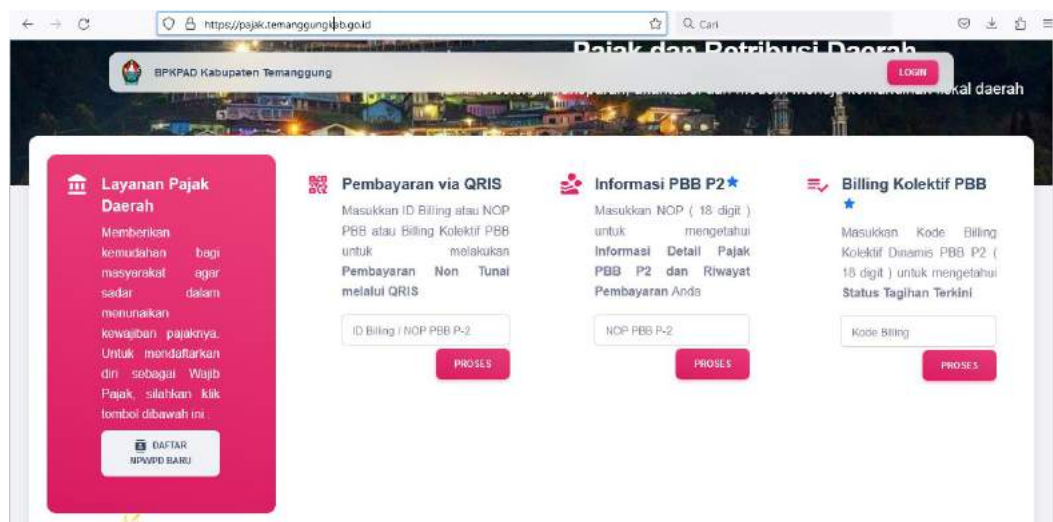 https://pajak.temanggungkab.go.id
Cari
Pajak dan Retribusi Daerah
BPKPAD Kabupaten Temanggung
LOGIN
kal daerah
Layanan Pajak
Daerah
Memberikan
kemudahan bagi
masyarakat agar
sadar dalam
menunaikan
kewajiban pajaknya.
Untuk mendaftarkan
diri sebagai Wajib
Pajak, silahkan klik
tombol dibawah ini :
DAFTAR
NPWPD BARU
Pembayaran via QRIS
Masukkan ID Billing atau NOP
PBB atau Billing Kolektif PBB
untuk melakukan
Pembayaran Non Tunai
melalui QRIS
ID Billing / NOP PBB P-2
PROSES
Informasi PBB P2
Masukkan NOP ( 18 digit )
untuk mengetahui
Informasi Detail Pajak
PBB P2 dan Riwayat
Pembayaran Anda
NOP PBB P-2
PROSES
Billing Kolektif PBB
Masukkan Kode Billing
Kolektif Dinamis PBB P2 (
18 digit ) untuk mengetahui
Status Tagihan Terkini
Kode Billing
PROSES